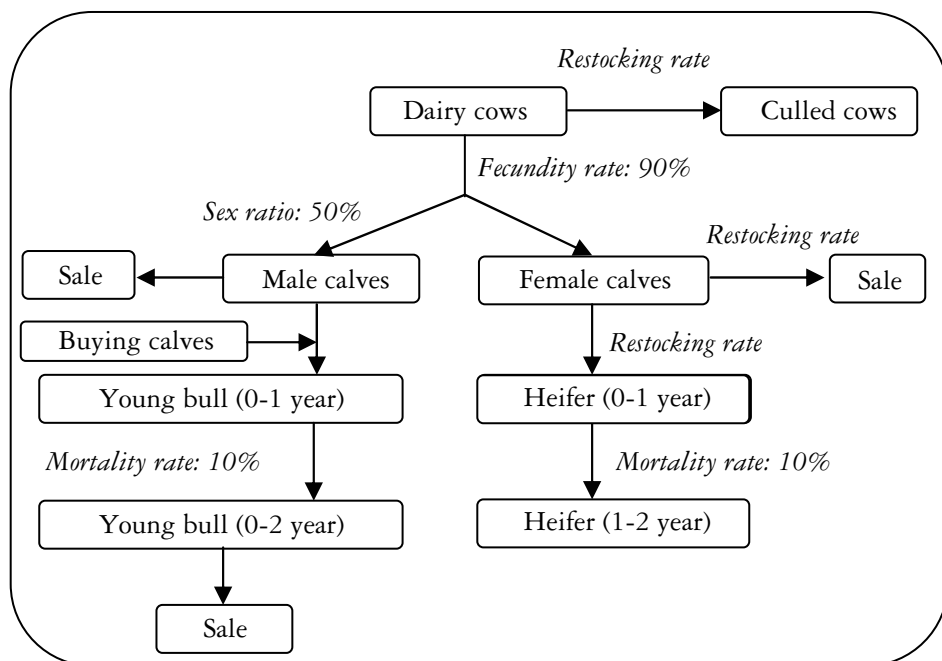 Restocking rate
Dairy cows
Culled cows
Fecundity rate: 90%
Sex ratio: 50%
Restocking rate
Sale
Male calves
Female calves
Sale
Buying calves
Restocking rate
Young bull (0-1 year)
Heifer (0-1 year)
Mortality rate: 10%
Mortality rate: 10%
Young bull (0-2 year)
Heifer (1-2 year)
Sale